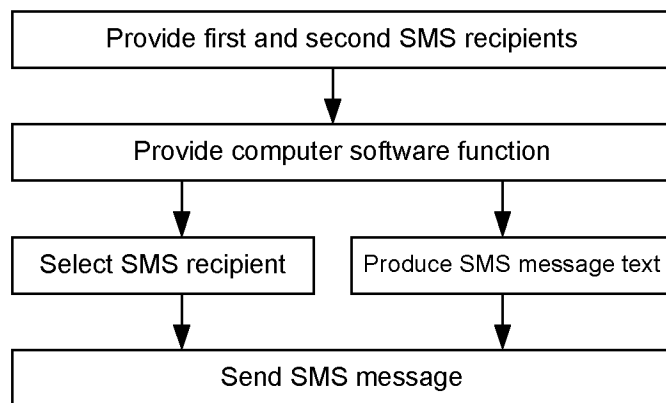 Provide first and second SMS recipients
Provide computer software function
Select SMS recipient
Produce SMS message text
Send SMS message